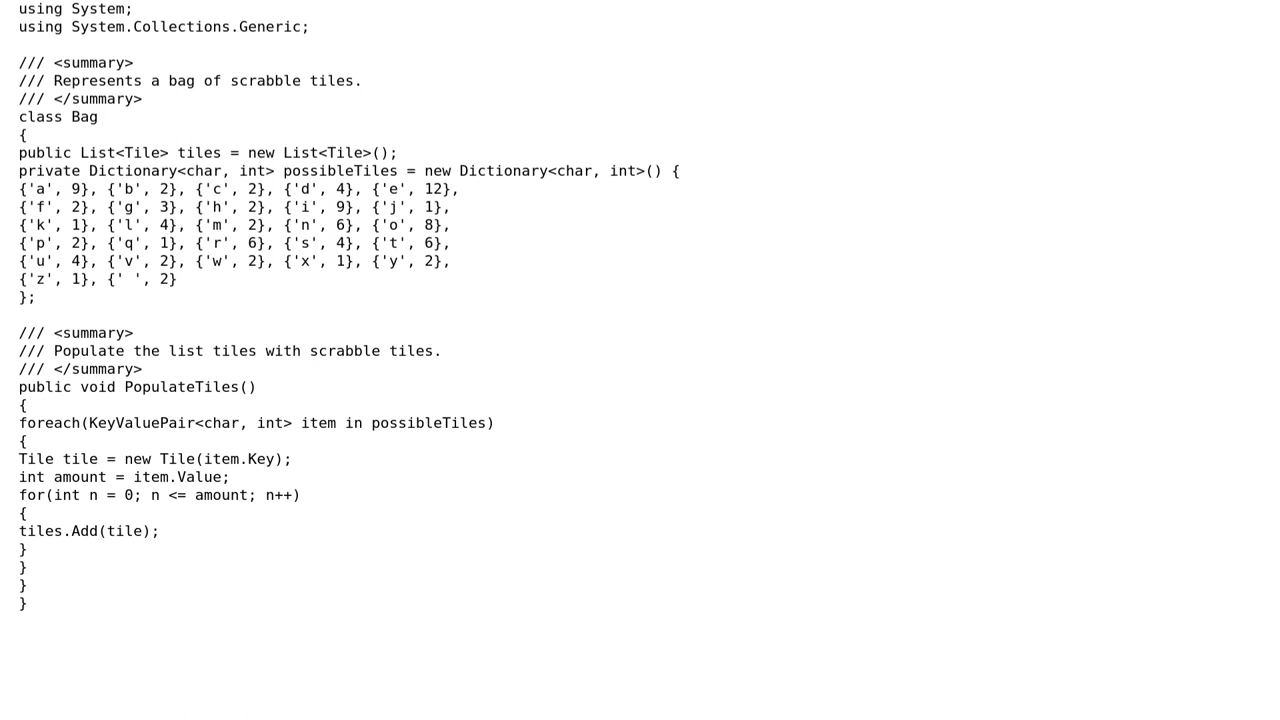 using System;
using System.Collections.Generic;

/// <summary>
/// Represents a bag of scrabble tiles.
/// </summary>
class Bag
{
public List<Tile> tiles = new List<Tile>();
private Dictionary<char, int> possibleTiles = new Dictionary<char, int>() {
{'a', 9}, {'b', 2}, {'c', 2}, {'d', 4}, {'e', 12},
{'f', 2}, {'g', 3}, {'h', 2}, {'i', 9}, {'j', 1},
{'k', 1}, {'l', 4}, {'m', 2}, {'n', 6}, {'o', 8},
{'p', 2}, {'q', 1}, {'r', 6}, {'s', 4}, {'t', 6},
{'u', 4}, {'v', 2}, {'w', 2}, {'x', 1}, {'y', 2},
{'z', 1}, {' ', 2}
};

/// <summary>
/// Populate the list tiles with scrabble tiles.
/// </summary>
public void PopulateTiles()
{
foreach(KeyValuePair<char, int> item in possibleTiles)
{
Tile tile = new Tile(item.Key);
int amount = item.Value;
for(int n = 0; n <= amount; n++)
{
tiles.Add(tile);
}
}
}
}